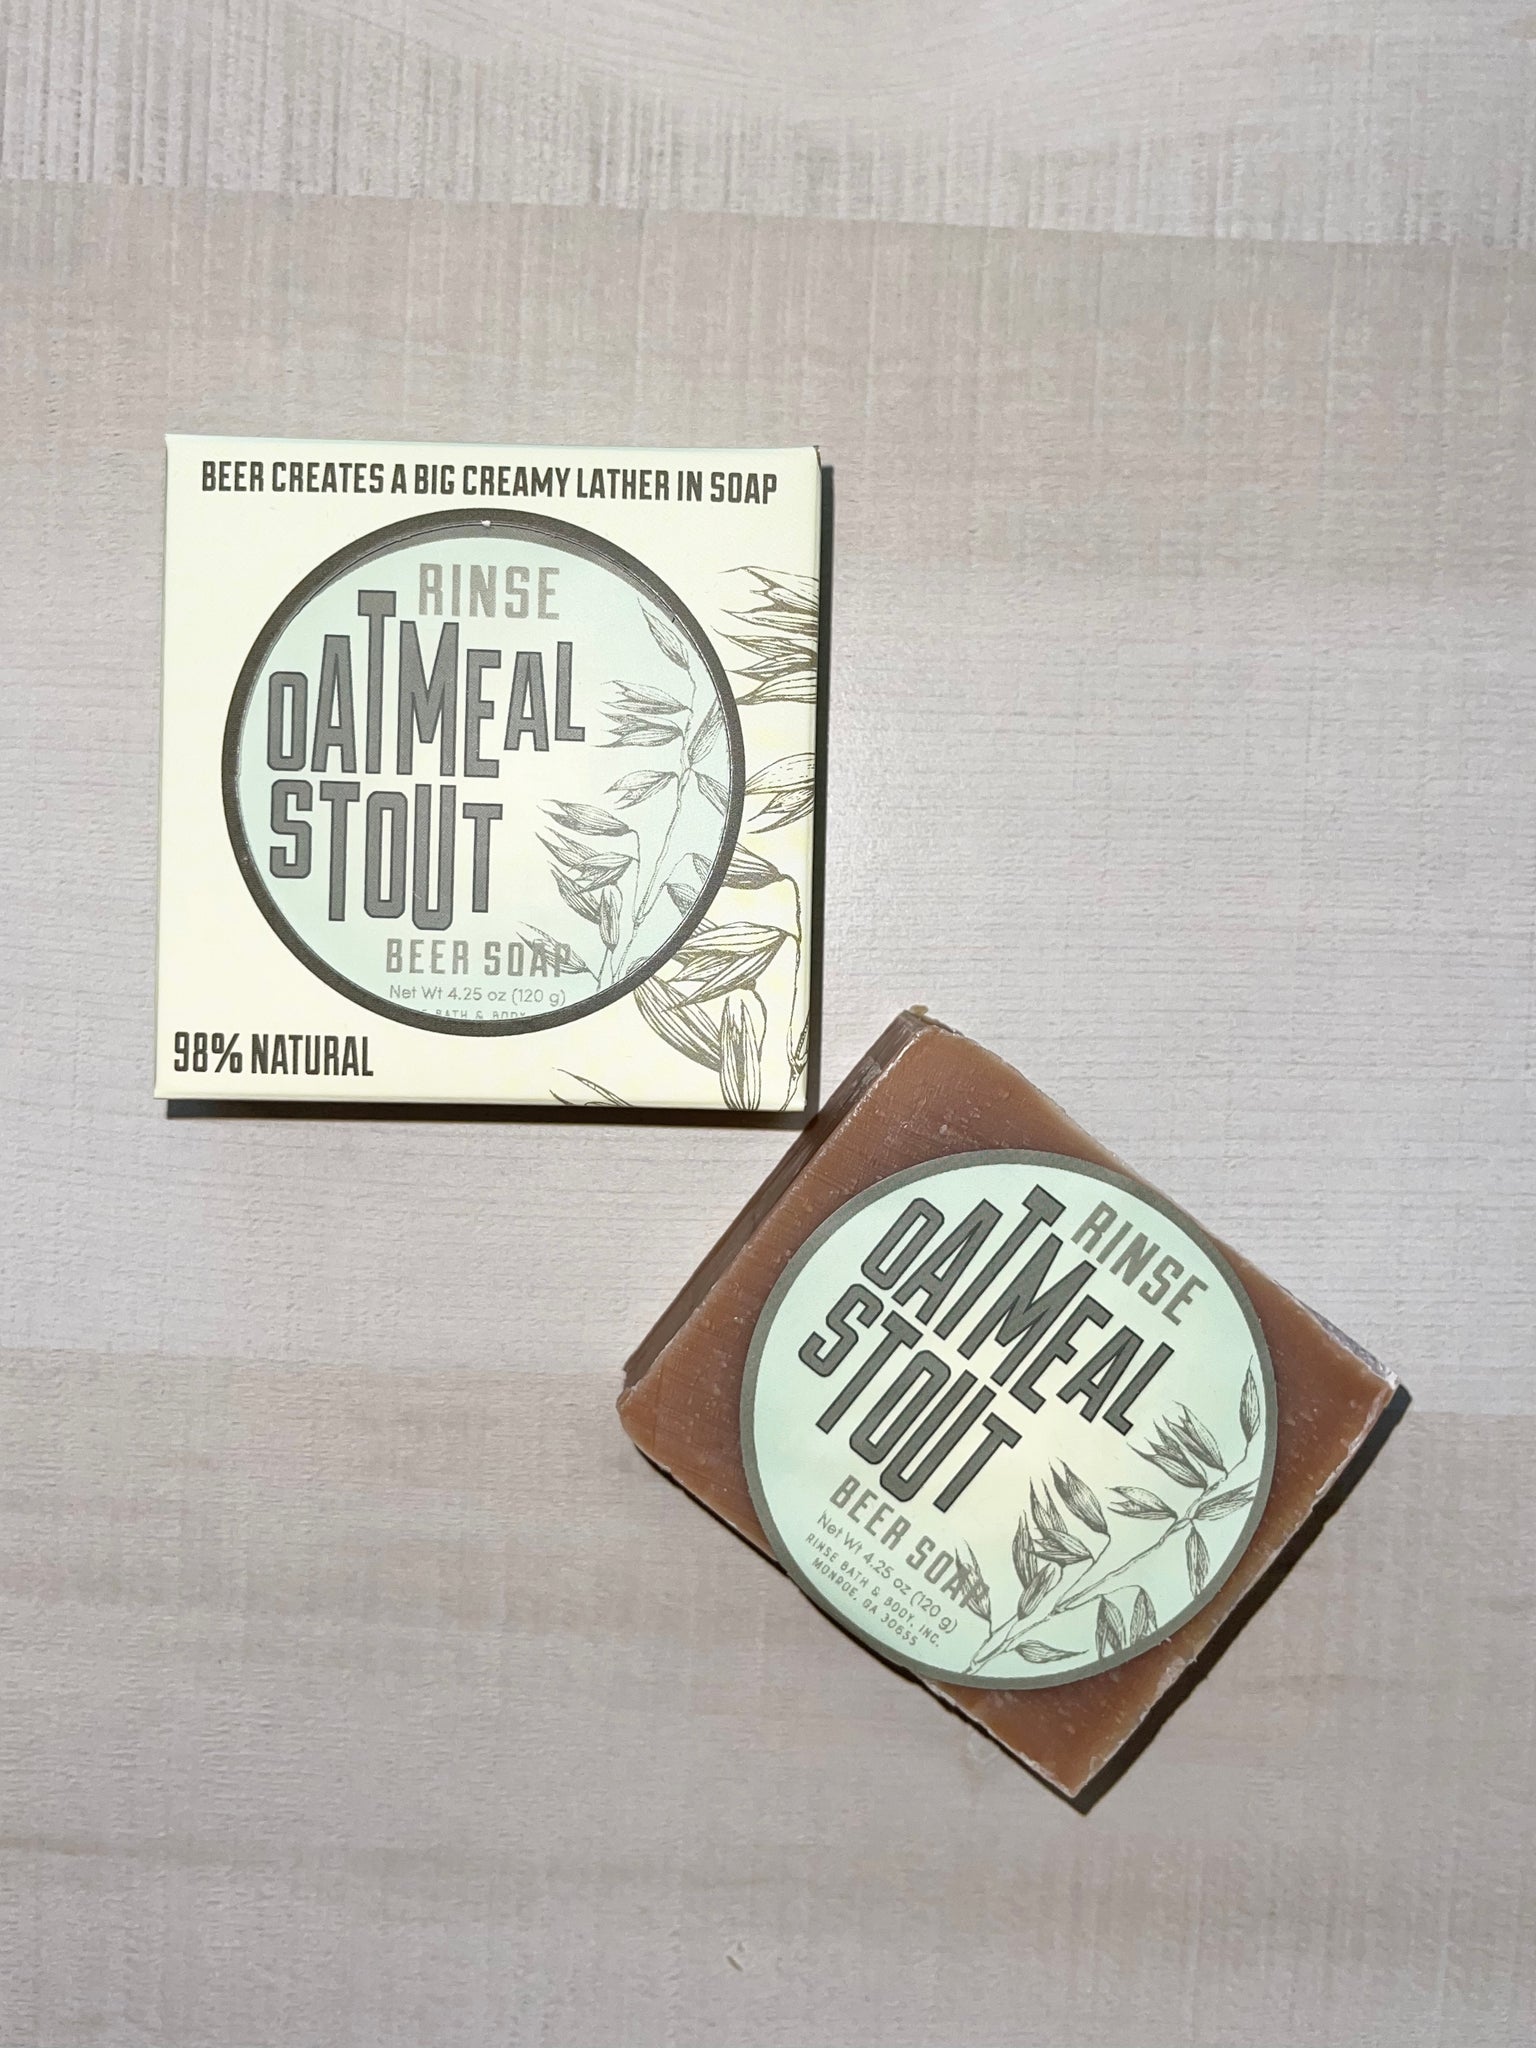 BEER CREATES A BIG CREAMY LATHER IN SOAP
RINSE
OATMEAL
STOUT
BEER SOAP
Net Wt 4.25 oz (120 g)
BATH & BODY
98% NATURAL
RINSE
OATMEAL
STOUT
BEER SOAP
Net Wt 4.25 oz (120 g)
RINSE BATH & BODY, INC.
MONROE, GA 30655